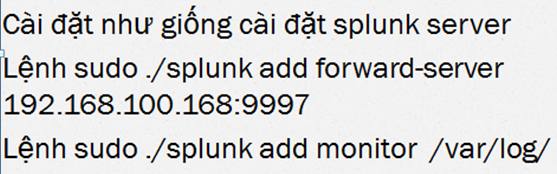 Cài đặt như giống cài đặt splunk server
Lệnh sudo ./splunk add forward-server
192.168.100.168:9997
Lệnh sudo ./splunk add monitor /var/log/